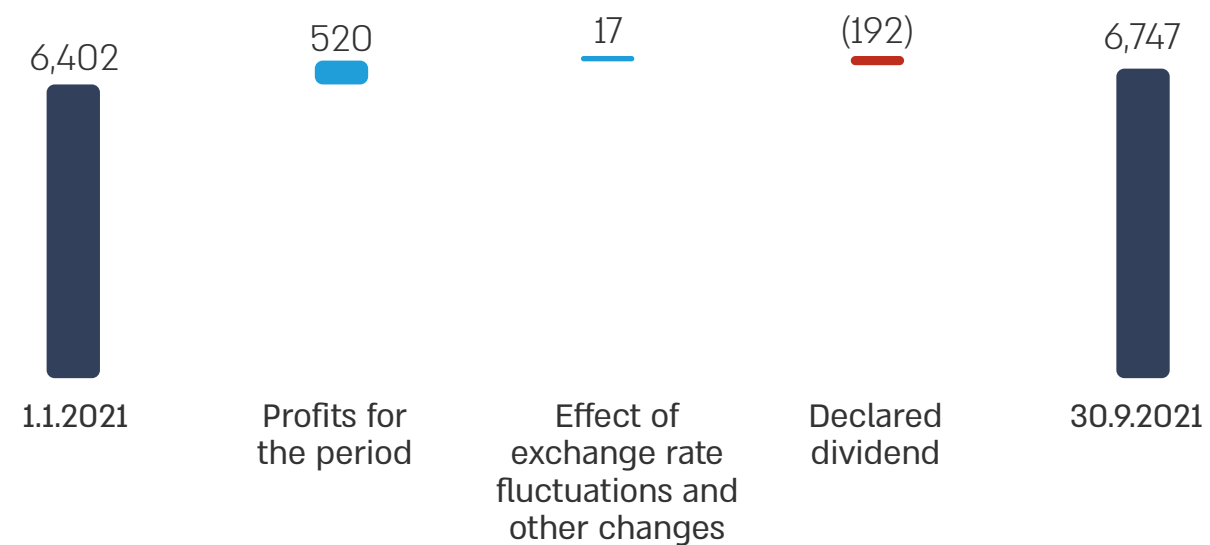 6,402
520
17
(192)
6,747
1.1.2021
Profits for
the period
Effect of
exchange rate
fluctuations and
other changes
Declared
dividend
30.9.2021